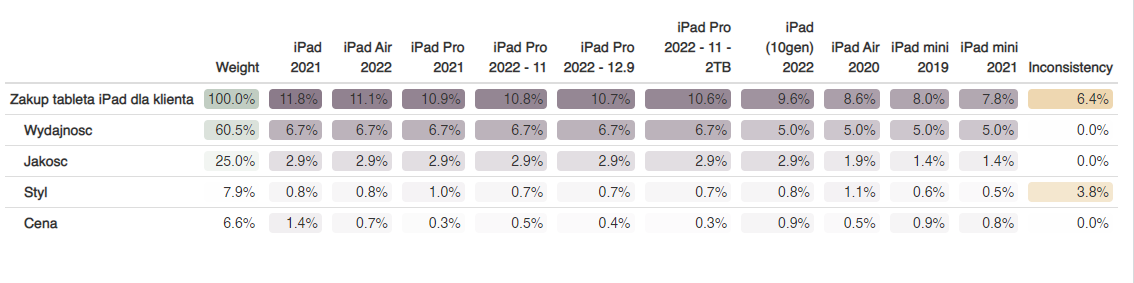 iPad Pro iPad
iPad iPad Air iPad Pro iPad Pro iPad Pro 2022 - 11 - (10gen) iPad Air iPad mini iPad mini
Weight 2021 2022 2021 2022 - 11 2022 - 12.9 2TB 2022 2020 2019 2021 Inconsistency
Zakup tableta iPad dla klienta 100.0% 11.8% 11.1% 10.9% 10.8% 10.7% 10.6% 9.6% 8.6% 8.0% 7.8% 6.4%
Wydajnosc 60.5% 6.7% 6.7% 6.7% 6.7% 6.7% 6.7% 5.0% 5.0% 5.0% 5.0% 0.0%
Jakosc 25.0% 2.9% 2.9% 2.9% 2.9% 2.9% 2.9% 2.9% 1.9% 1.4% 1.4% 0.0%
Styl 7.9% 0.8% 0.8% 1.0% 0.7% 0.7% 0.7% 0.8% 1.1% 0.6% 0.5% 3.8%
Cena 6.6% 1.4% 0.7% 0.3% 0.5% 0.4% 0.3% 0.9% 0.5% 0.9% 0.8% 0.0%